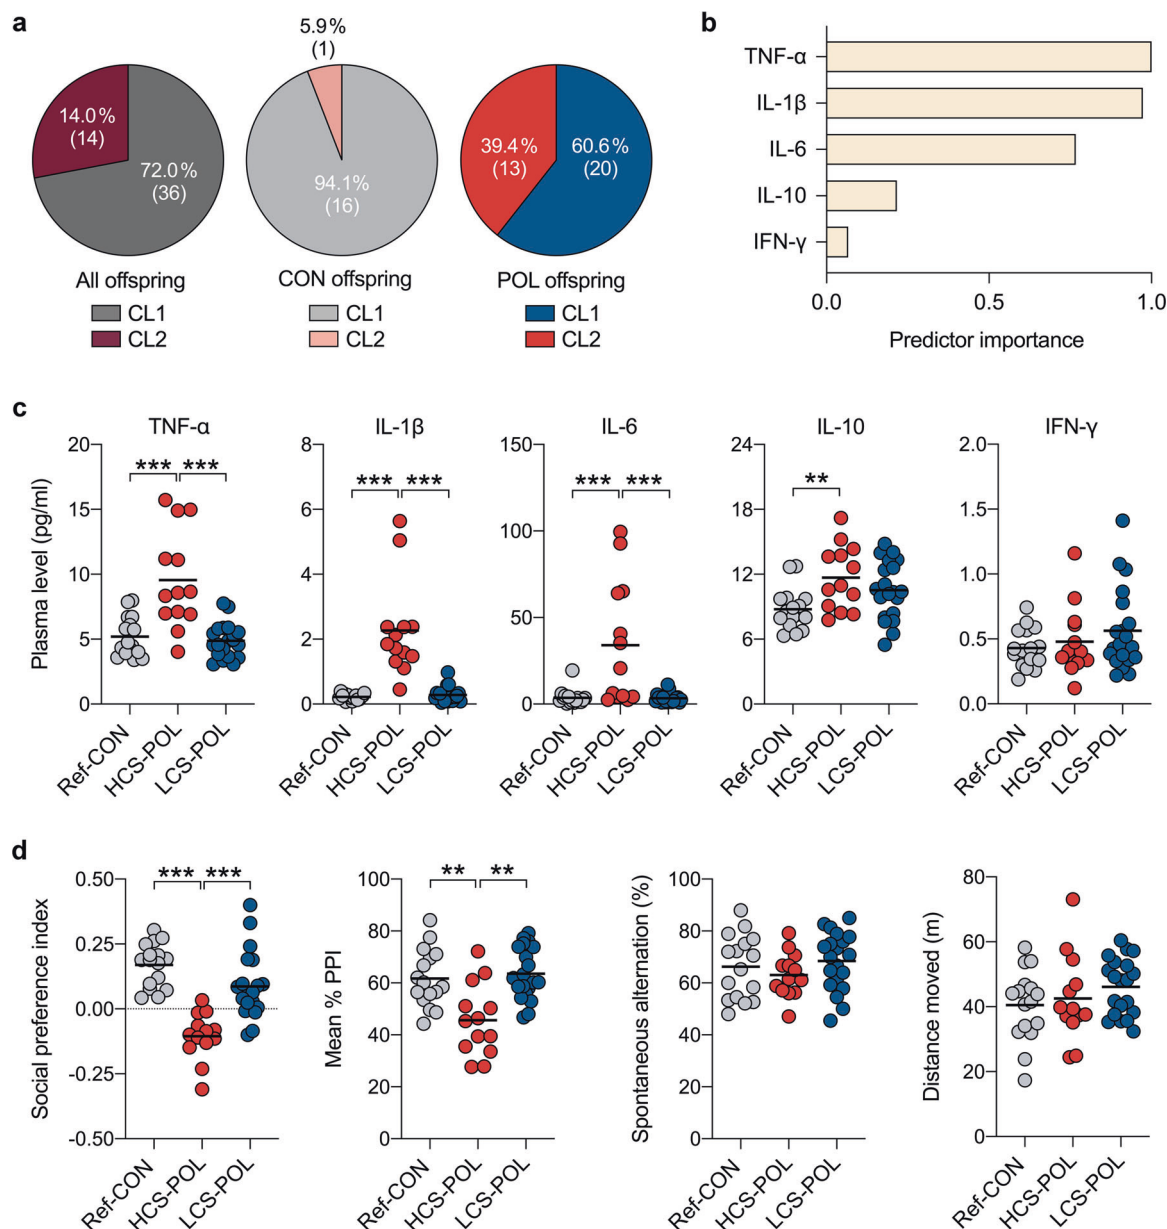 a
5.9%
(1)
14.0%
(14)
72.0%
(36)
94.1%
(16)
39.4%
(13)
60.6%
(20)
All offspring
CL1
CL2
CON offspring
CL1
CL2
POL offspring
CL1
CL2
b
TNF-α
IL-1β
IL-6
IL-10
IFN-γ
0.0 0.5 1.0
Predictor importance
c
Plasma level (pg/ml)
TNF-α
20
15
10
5
0
*** ***
Ref-CON
HCS-POL
LCS-POL
IL-1β
8
6
4
2
0
*** ***
Ref-CON
HCS-POL
LCS-POL
IL-6
150
100
50
0
*** ***
Ref-CON
HCS-POL
LCS-POL
IL-10
24
18
12
6
0
**
Ref-CON
HCS-POL
LCS-POL
IFN-γ
2.0
1.5
1.0
0.5
0.0
Ref-CON
HCS-POL
LCS-POL
d
Social preference index
0.50
0.25
0.00
-0.25
-0.50
*** ***
Ref-CON
HCS-POL
LCS-POL
Mean % PPI
100
80
60
40
20
0
** **
Ref-CON
HCS-POL
LCS-POL
Spontaneous alternation (%)
100
80
60
40
20
0
Ref-CON
HCS-POL
LCS-POL
Distance moved (m)
80
60
40
20
0
Ref-CON
HCS-POL
LCS-POL